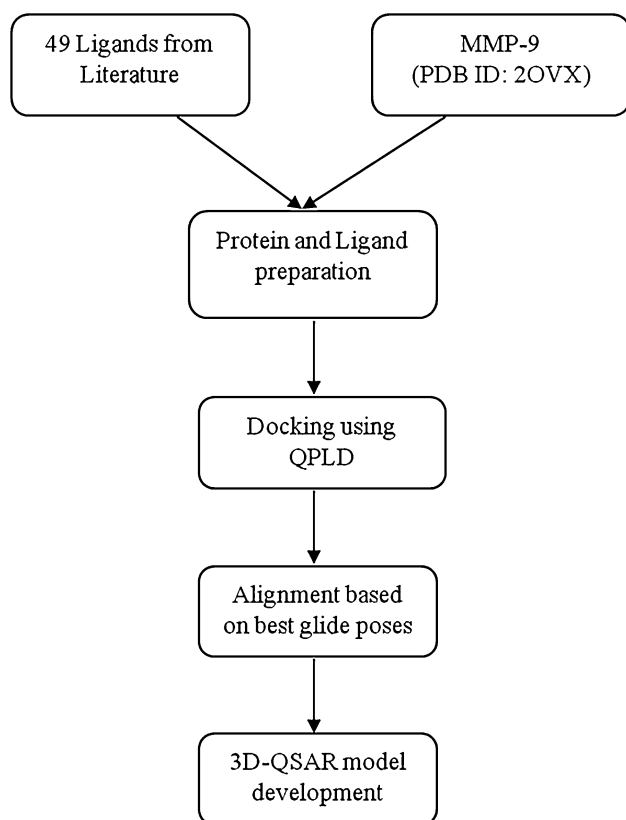 49 Ligands from
Literature
MMP-9
(PDB ID: 2OVX)
Protein and Ligand
preparation
Docking using
QPLD
Alignment based
on best glide poses
3D-QSAR model
development